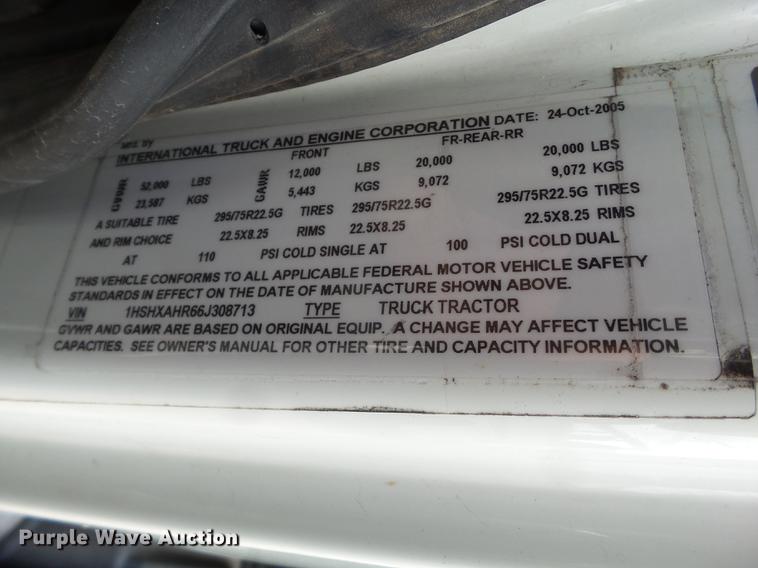 MFG. BY
INTERNATIONAL TRUCK AND ENGINE CORPORATION DATE: 24-Oct-2005
FRONT FR-REAR-RR
52,000 LBS GAWR 12,000 LBS 20,000 20,000 LBS
23,587 KGS 5,443 KGS 9,072 9,072 KGS
A SUITABLE TIRE 295/75R22.5G TIRES 295/75R22.5G 295/75R22.5G TIRES
AND RIM CHOICE 22.5X8.25 RIMS 22.5X8.25 22.5X8.25 RIMS
AT 110 PSI COLD SINGLE AT 100 PSI COLD DUAL
THIS VEHICLE CONFORMS TO ALL APPLICABLE FEDERAL MOTOR VEHICLE SAFETY
STANDARDS IN EFFECT ON THE DATE OF MANUFACTURE SHOWN ABOVE.
VIN 1HSHXAHR66J308713 TYPE TRUCK TRACTOR
GVWR AND GAWR ARE BASED ON ORIGINAL EQUIP. A CHANGE MAY AFFECT VEHICLE
CAPACITIES. SEE OWNER'S MANUAL FOR OTHER TIRE AND CAPACITY INFORMATION.
Purple Wave Auction